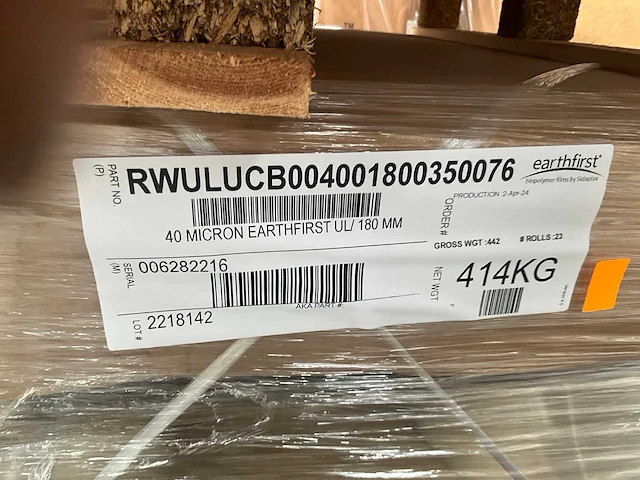 PART NO.
(P)
RWULUCB004001800350076
earthfirst®
biopolymer films by Sidaplax
40 MICRON EARTHFIRST UL/ 180 MM
ORDER#
PRODUCTION 2-Apr-24
GROSS WGT :442
# ROLLS :23
SERIAL
(M)
006282216
NET WGT
414KG
AKA PART #:
LOT
#
2218142